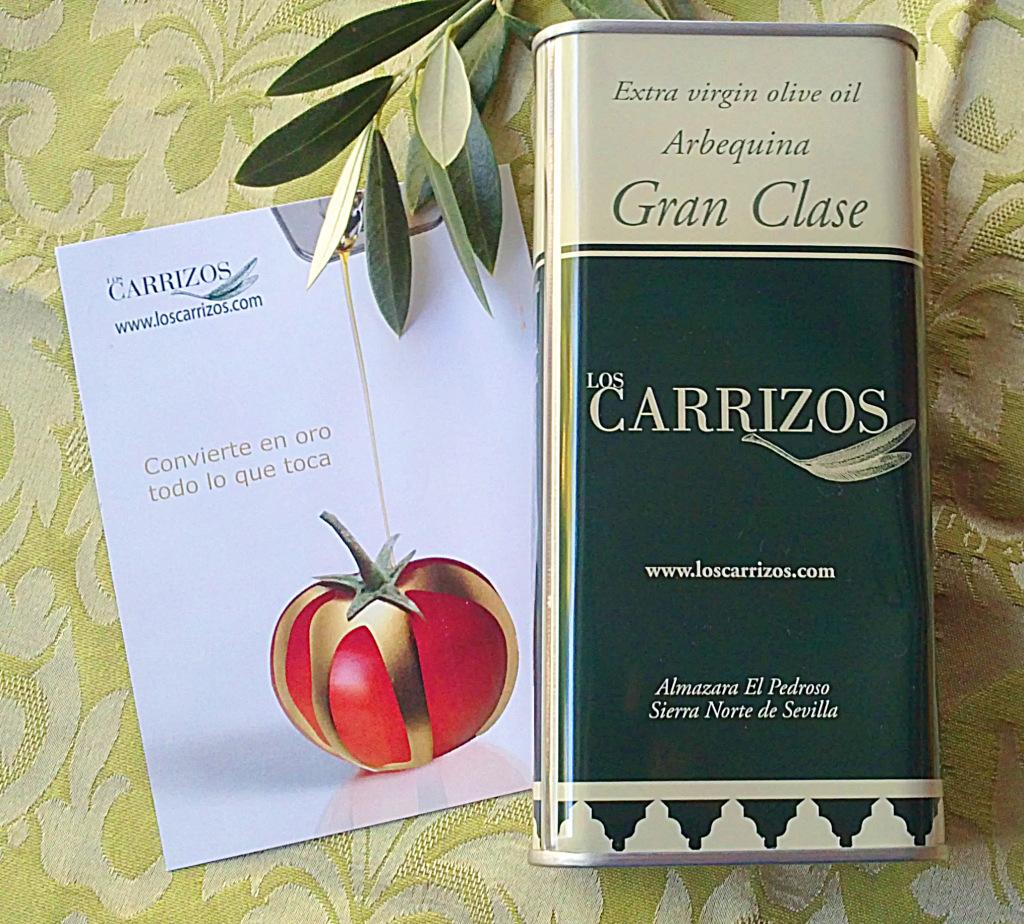 LOS
CARRIZOS
www.loscarrizos.com
Convierte en oro
todo lo que toca
Extra virgin olive oil
Arbequina
Gran Clase
LOS
CARRIZOS
www.loscarrizos.com
Almazara El Pedroso
Sierra Norte de Sevilla